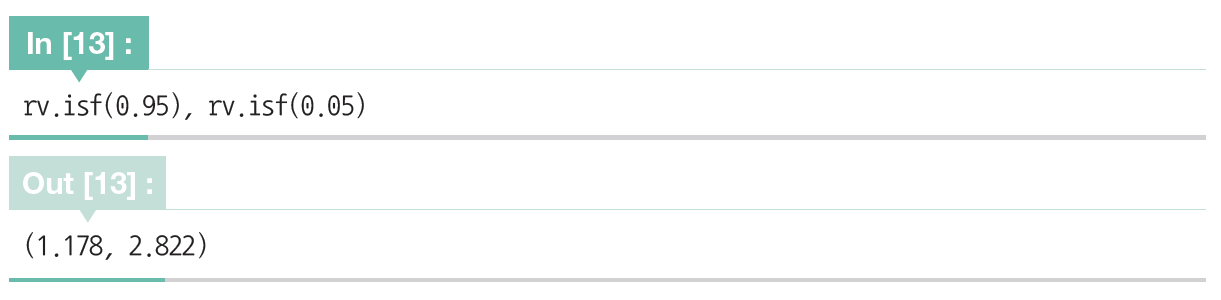 In [13] :
rv.isf(0.95), rv.isf(0.05)
Out [13] :
(1.178, 2.822)